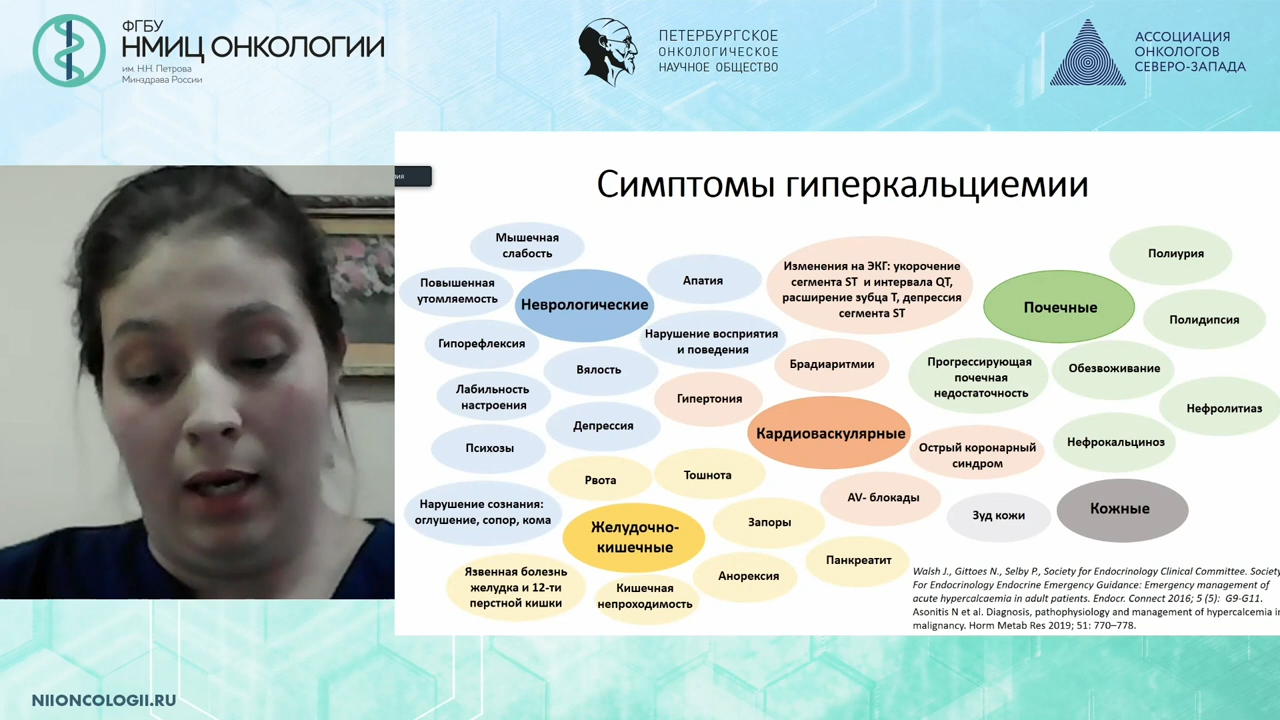 ФГБУ
НМИЦ ОНКОЛОГИИ
им. Н.Н. Петрова
Минздрава России
ПЕТЕРБУРГСКОЕ
ОНКОЛОГИЧЕСКОЕ
НАУЧНОЕ ОБЩЕСТВО
АССОЦИАЦИЯ
ОНКОЛОГОВ
СЕВЕРО-ЗАПАДА
Симптомы гиперкальциемии
Мышечная
слабость
Повышенная
утомляемость
Неврологические
Апатия
Гипорефлексия
Нарушение восприятия
и поведения
Вялость
Лабильность
настроения
Депрессия
Психозы
Нарушение сознания:
оглушение, сопор, кома
Изменения на ЭКГ: укорочение
сегмента ST и интервала QT,
расширение зубца Т, депрессия
сегмента ST
Брадиаритмии
Гипертония
Кардиоваскулярные
Острый коронарный
синдром
AV- блокады
Полиурия
Почечные
Полидипсия
Прогрессирующая
почечная
недостаточность
Обезвоживание
Нефролитиаз
Нефрокальциноз
Рвота
Тошнота
Желудочно-
кишечные
Запоры
Панкреатит
Анорексия
Язвенная болезнь
желудка и 12-ти
перстной кишки
Кишечная
непроходимость
Зуд кожи
Кожные
Walsh J., Gittoes N., Selby P., Society for Endocrinology Clinical Committee. Society
For Endocrinology Endocrine Emergency Guidance: Emergency management of
acute hypercalcaemia in adult patients. Endocr. Connect 2016; 5 (5): G9-G11.
Asonitis N et al. Diagnosis, pathophysiology and management of hypercalcemia in
malignancy. Horm Metab Res 2019; 51: 770–778.
NIIONCOLOGII.RU